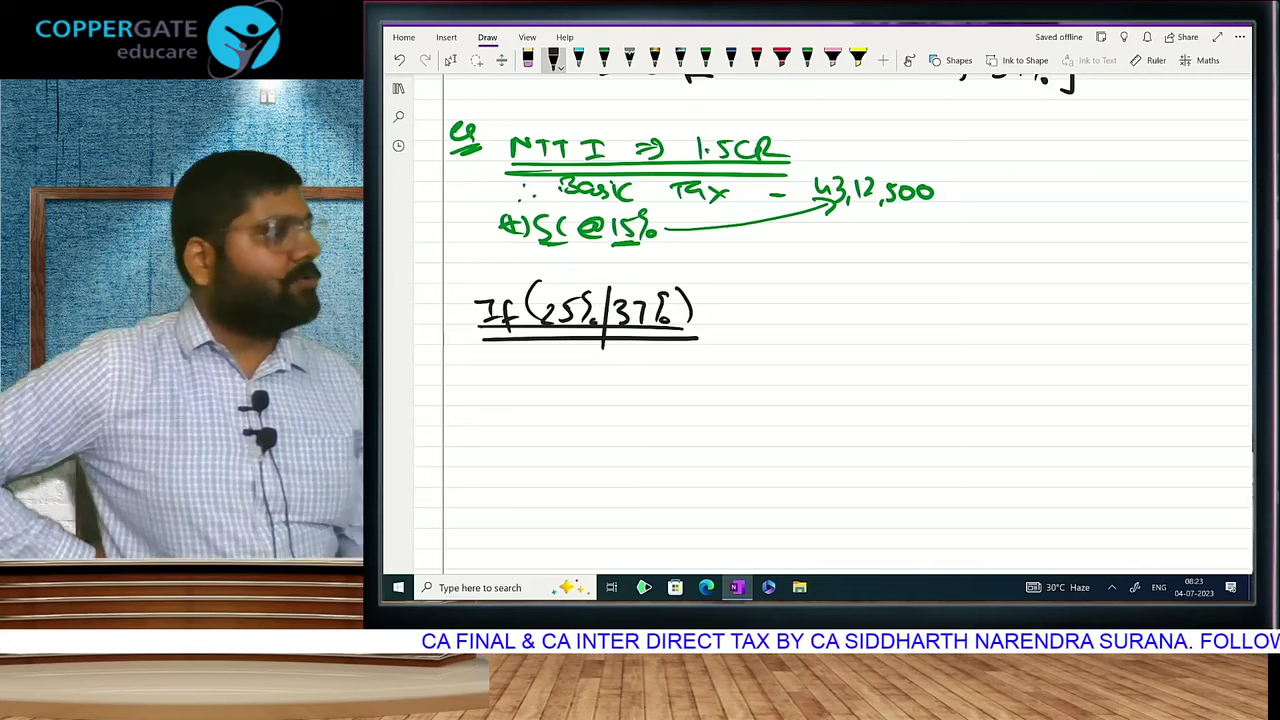 COPPERGATE
educare
Home Insert Draw View Help
Saved offline Share
Shapes Ink to Shape Ink to Text Ruler Maths
NTTI ⇒ 1.5CR
∴ Basic Tax - 43,12,500
(+) SC @ 15%
If (25%/37%)
Type here to search
30°C Haze
ENG
08:23
04-07-2023
CA FINAL & CA INTER DIRECT TAX BY CA SIDDHARTH NARENDRA SURANA. FOLLOW